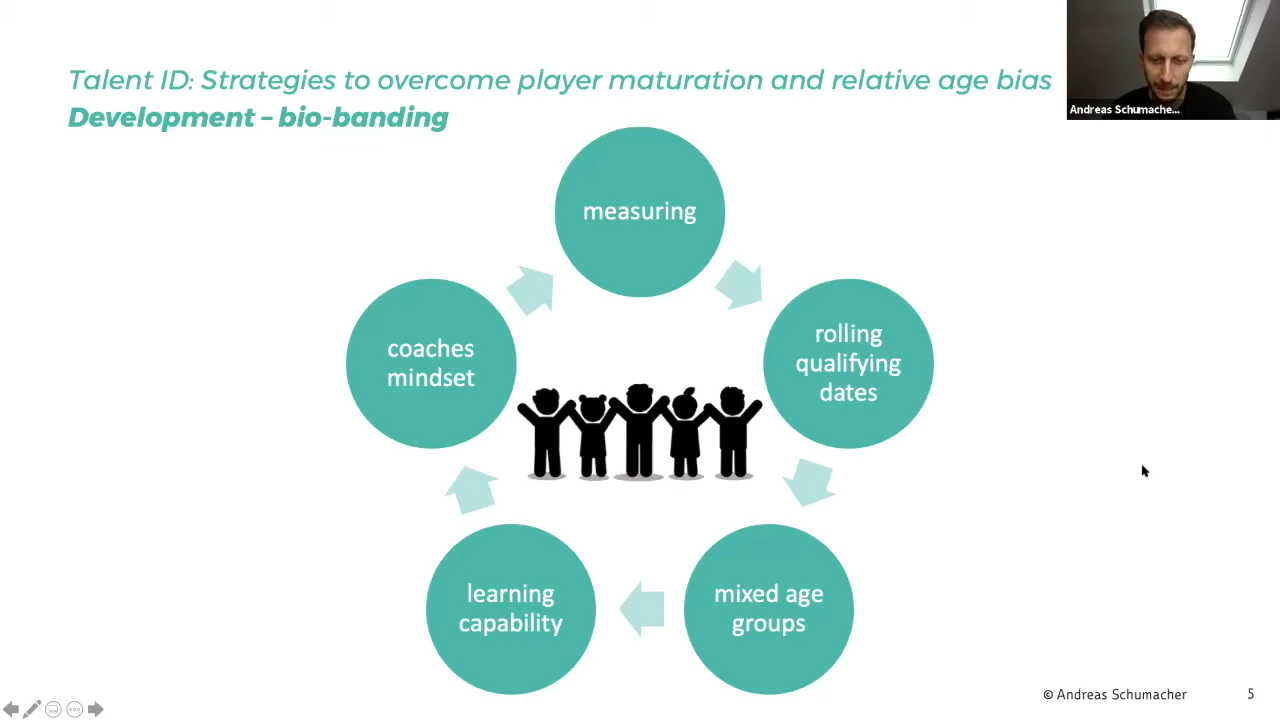 Talent ID: Strategies to overcome player maturation and relative age bias
Development – bio-banding
Andreas Schumache...
measuring
rolling
qualifying
dates
mixed age
groups
learning
capability
coaches
mindset
© Andreas Schumacher
5